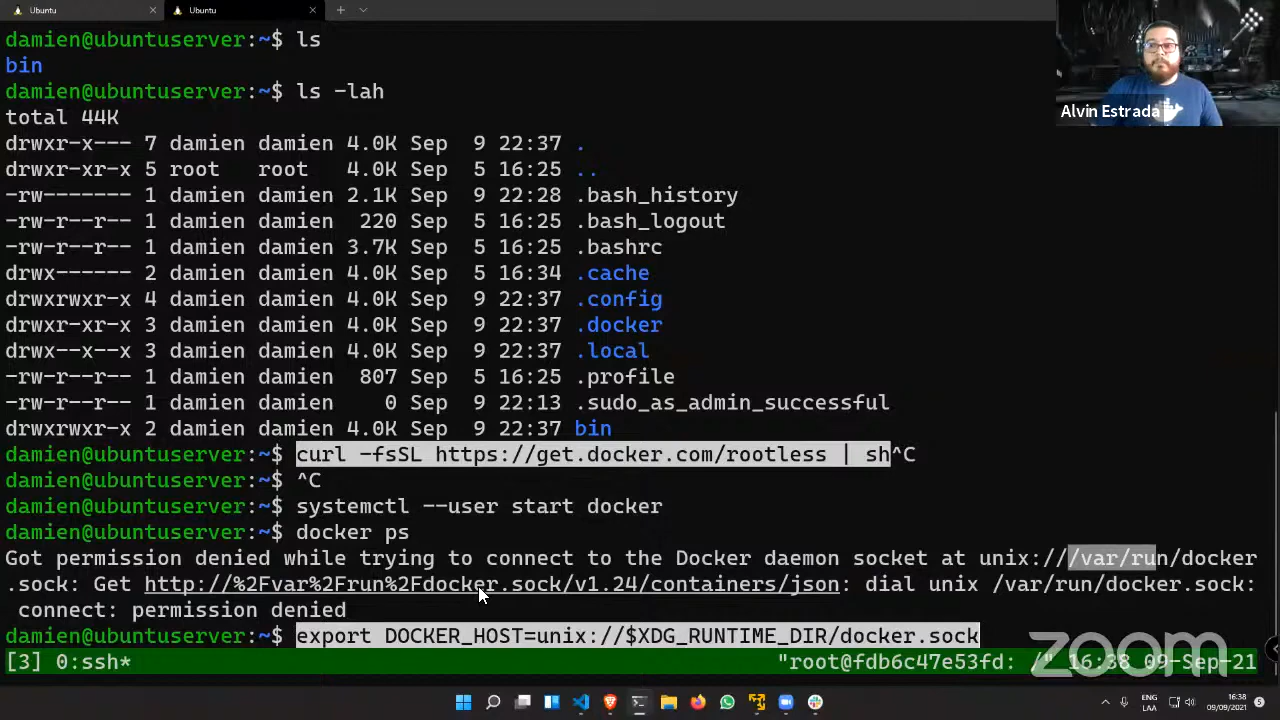 Ubuntu
Ubuntu
damien@ubuntuserver:~$ ls
bin
damien@ubuntuserver:~$ ls -lah
total 44K
drwxr-x--- 7 damien damien 4.0K Sep  9 22:37 .
drwxr-xr-x 5 root   root   4.0K Sep  5 16:25 ..
-rw------- 1 damien damien 2.1K Sep  9 22:28 .bash_history
-rw-r--r-- 1 damien damien  220 Sep  5 16:25 .bash_logout
-rw-r--r-- 1 damien damien 3.7K Sep  5 16:25 .bashrc
drwx------ 2 damien damien 4.0K Sep  5 16:34 .cache
drwxrwxr-x 4 damien damien 4.0K Sep  9 22:37 .config
drwxrwxr-x 3 damien damien 4.0K Sep  9 22:37 .docker
drwx--x--x 3 damien damien 4.0K Sep  9 22:37 .local
-rw-r--r-- 1 damien damien  807 Sep  5 16:25 .profile
-rw-r--r-- 1 damien damien    0 Sep  9 22:13 .sudo_as_admin_successful
drwxrwxr-x 2 damien damien 4.0K Sep  9 22:37 bin
damien@ubuntuserver:~$ curl -fsSL https://get.docker.com/rootless | sh^C
damien@ubuntuserver:~$ ^C
damien@ubuntuserver:~$ systemctl --user start docker
damien@ubuntuserver:~$ docker ps
Got permission denied while trying to connect to the Docker daemon socket at unix:///var/run/docker
.sock: Get http://%2Fvar%2Frun%2Fdocker.sock/v1.24/containers/json: dial unix /var/run/docker.sock:
 connect: permission denied
damien@ubuntuserver:~$ export DOCKER_HOST=unix://$XDG_RUNTIME_DIR/docker.sock
[3] 0:ssh* "root@fdb6c47e53fd: /" 16:38 09-Sep-21
Alvin Estrada
zoom
ENG
LAA
16:38
09/09/2021
5